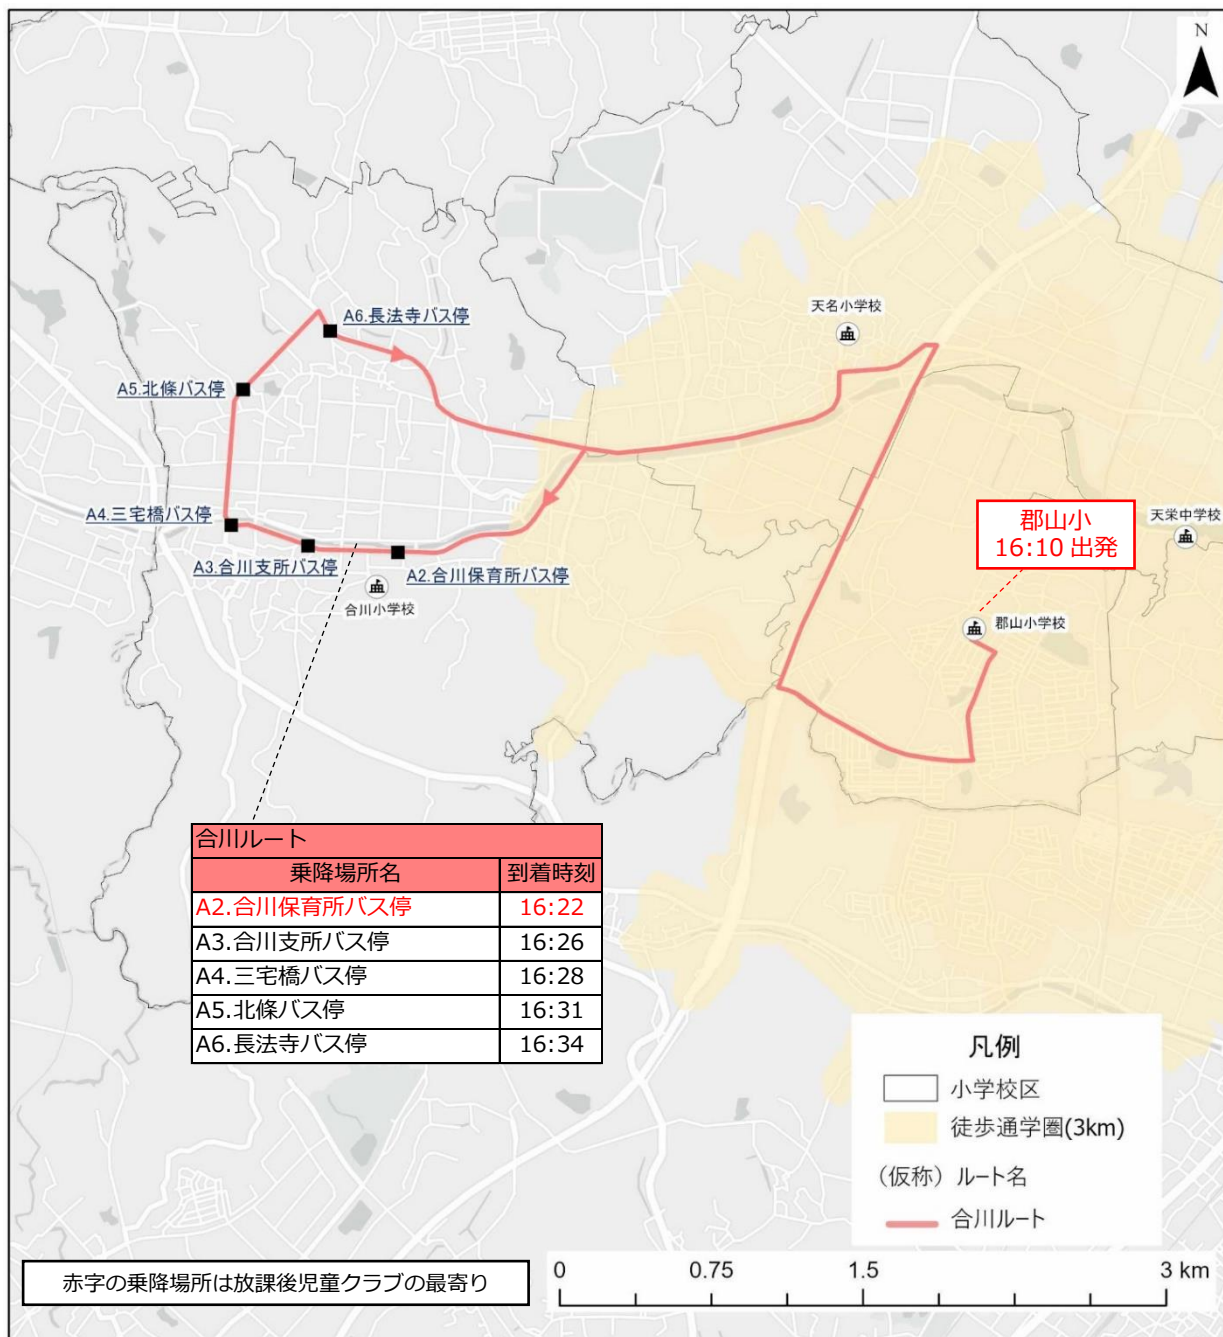 N
天名小学校
A6.長法寺バス停
A5.北條バス停
A4.三宅橋バス停
A3.合川支所バス停
A2.合川保育所バス停
合川小学校
郡山小
16:10 出発
天栄中学校
郡山小学校
合川ルート
乗降場所名 到着時刻
A2.合川保育所バス停 16:22
A3.合川支所バス停 16:26
A4.三宅橋バス停 16:28
A5.北條バス停 16:31
A6.長法寺バス停 16:34
凡例
小学校区
徒歩通学圏(3km)
(仮称) ルート名
合川ルート
赤字の乗降場所は放課後児童クラブの最寄り
0 0.75 1.5 3 km